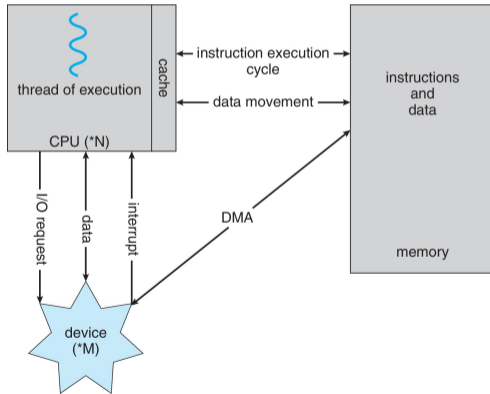 thread of execution
cache
CPU (*N)
instruction execution
cycle
data movement
instructions
and
data
memory
I/O request
data
interrupt
DMA
device
(*M)